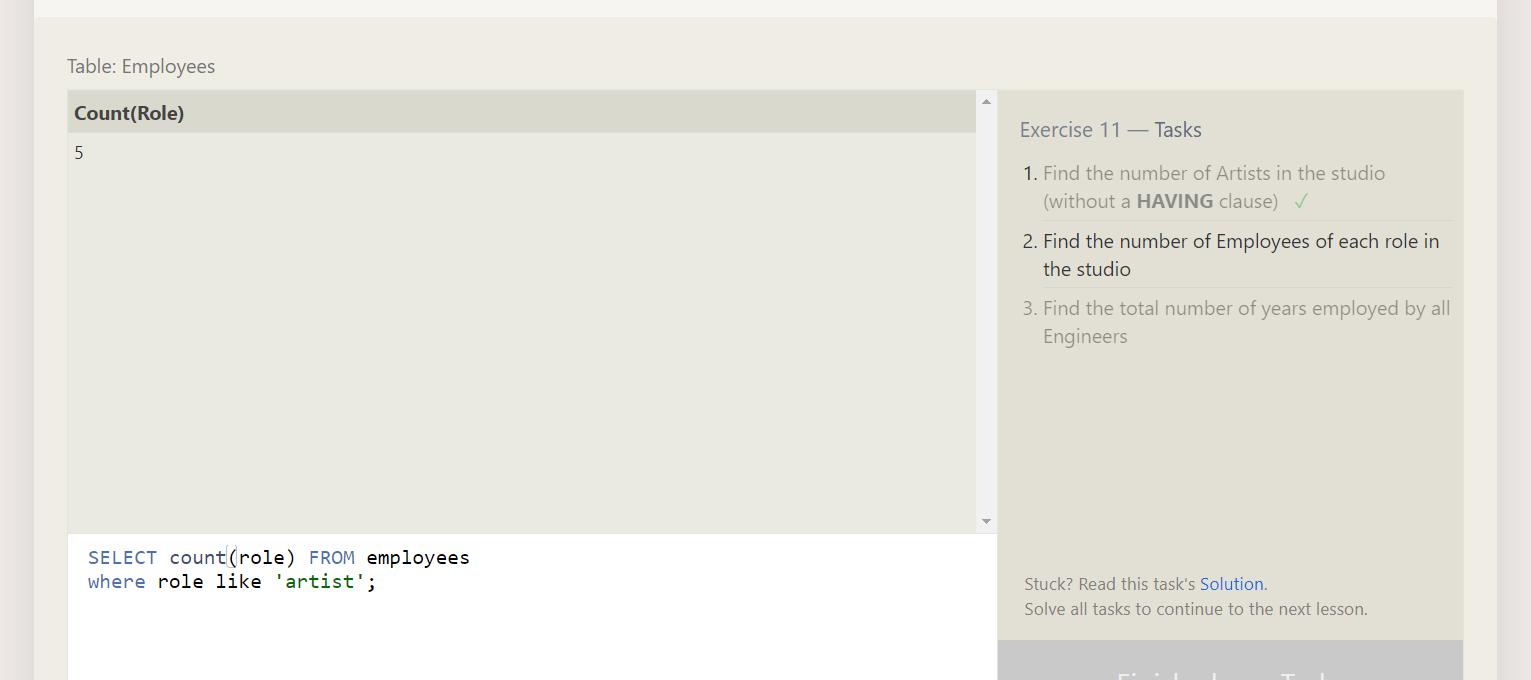 Table: Employees
Count(Role)
5
Exercise 11 — Tasks
1. Find the number of Artists in the studio
(without a HAVING clause) ✓
2. Find the number of Employees of each role in
the studio
3. Find the total number of years employed by all
Engineers
Stuck? Read this task's Solution.
Solve all tasks to continue to the next lesson.
SELECT count(role) FROM employees
where role like 'artist';